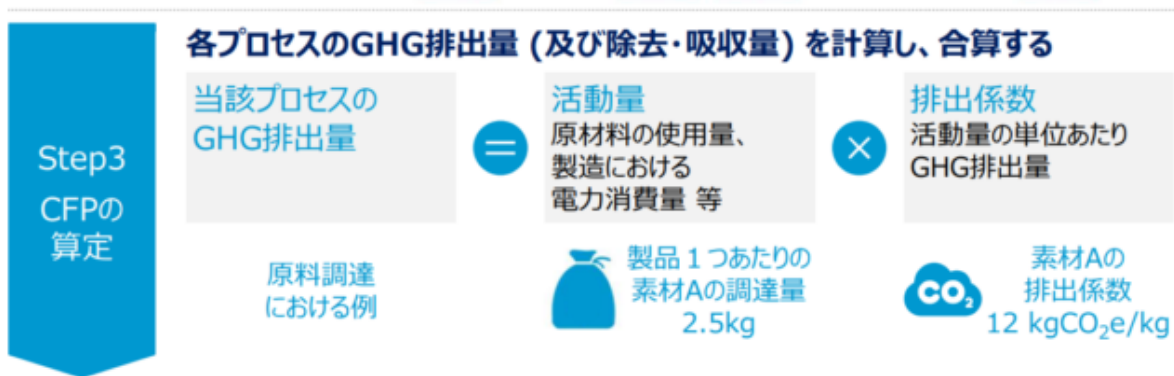 各プロセスのGHG排出量 (及び除去・吸収量) を計算し、合算する
Step3
CFPの
算定
当該プロセスの
GHG排出量
=
活動量
原材料の使用量、
製造における
電力消費量 等
×
排出係数
活動量の単位あたり
GHG排出量
原料調達
における例
製品1つあたりの
素材Aの調達量
2.5kg
CO₂
素材Aの
排出係数
12 kgCO₂e/kg